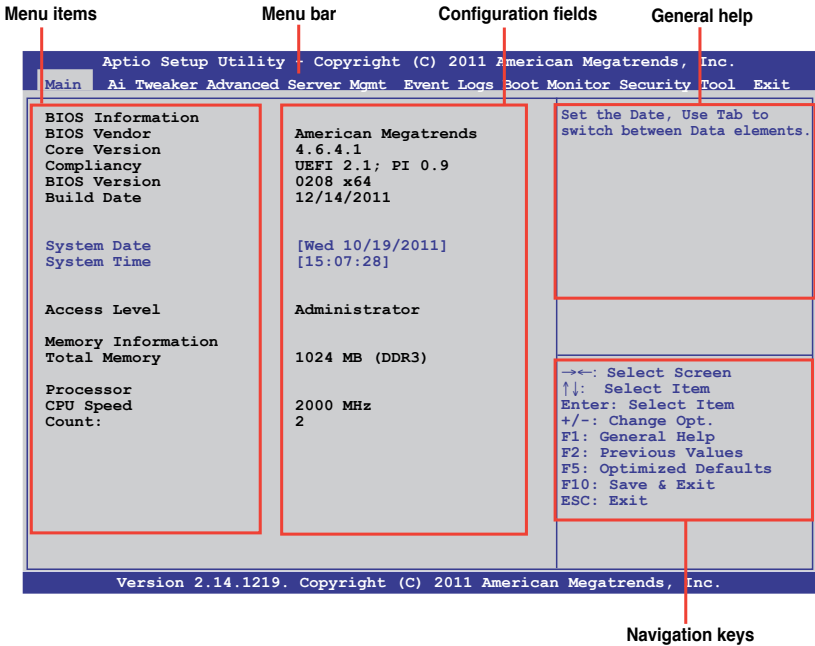 Menu items Menu bar Configuration fields General help
Aptio Setup Utility - Copyright (C) 2011 American Megatrends, Inc.
Main Ai Tweaker Advanced Server Mgmt Event Logs Boot Monitor Security Tool Exit
BIOS Information
BIOS Vendor American Megatrends
Core Version 4.6.4.1
Compliancy UEFI 2.1; PI 0.9
BIOS Version 0208 x64
Build Date 12/14/2011
System Date [Wed 10/19/2011]
System Time [15:07:28]
Access Level Administrator
Memory Information
Total Memory 1024 MB (DDR3)
Processor
CPU Speed 2000 MHz
Count: 2
Set the Date, Use Tab to
switch between Data elements.
→←: Select Screen
↑↓: Select Item
Enter: Select Item
+/-: Change Opt.
F1: General Help
F2: Previous Values
F5: Optimized Defaults
F10: Save & Exit
ESC: Exit
Version 2.14.1219. Copyright (C) 2011 American Megatrends, Inc.
Navigation keys